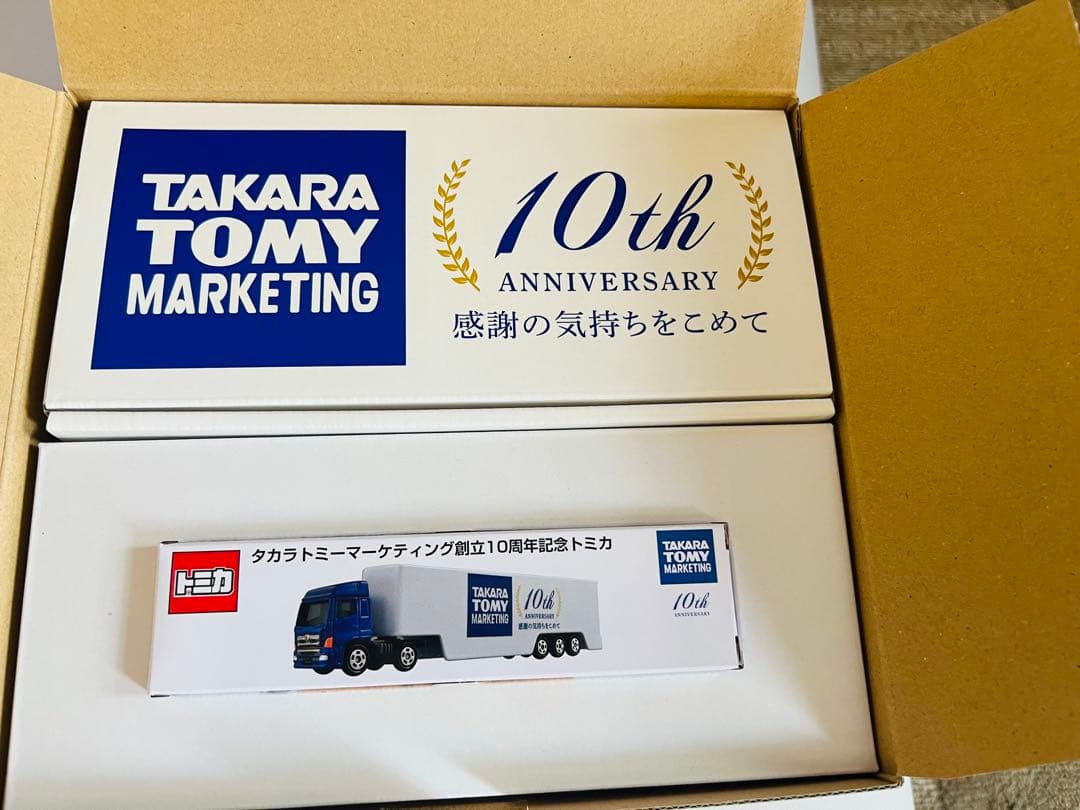 TAKARA
TOMY
MARKETING
10th
ANNIVERSARY
感謝の気持ちをこめて
トミカ
タカラトミーマーケティング創立10周年記念トミカ
TAKARA
TOMY
MARKETING
10th
ANNIVERSARY
感謝の気持ちをこめて
TAKARA
TOMY
MARKETING
10th
ANNIVERSARY